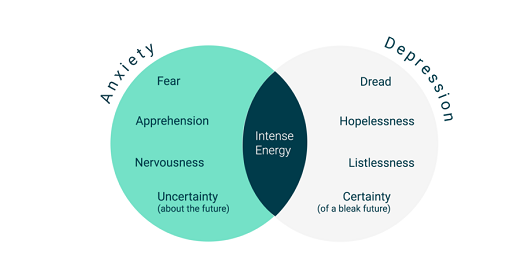 Anxiety
Fear
Apprehension
Nervousness
Uncertainty
(about the future)
Intense
Energy
Depression
Dread
Hopelessness
Listlessness
Certainty
(of a bleak future)